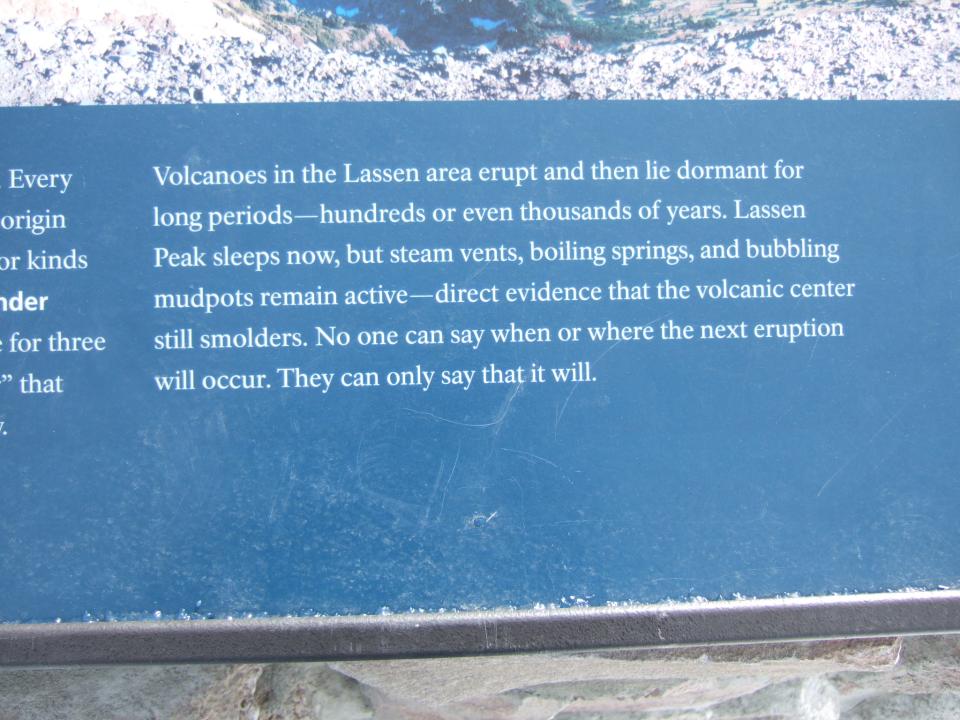 . Every
origin
or kinds
nder
e for three
” that
y.
Volcanoes in the Lassen area erupt and then lie dormant for
long periods—hundreds or even thousands of years. Lassen
Peak sleeps now, but steam vents, boiling springs, and bubbling
mudpots remain active—direct evidence that the volcanic center
still smolders. No one can say when or where the next eruption
will occur. They can only say that it will.